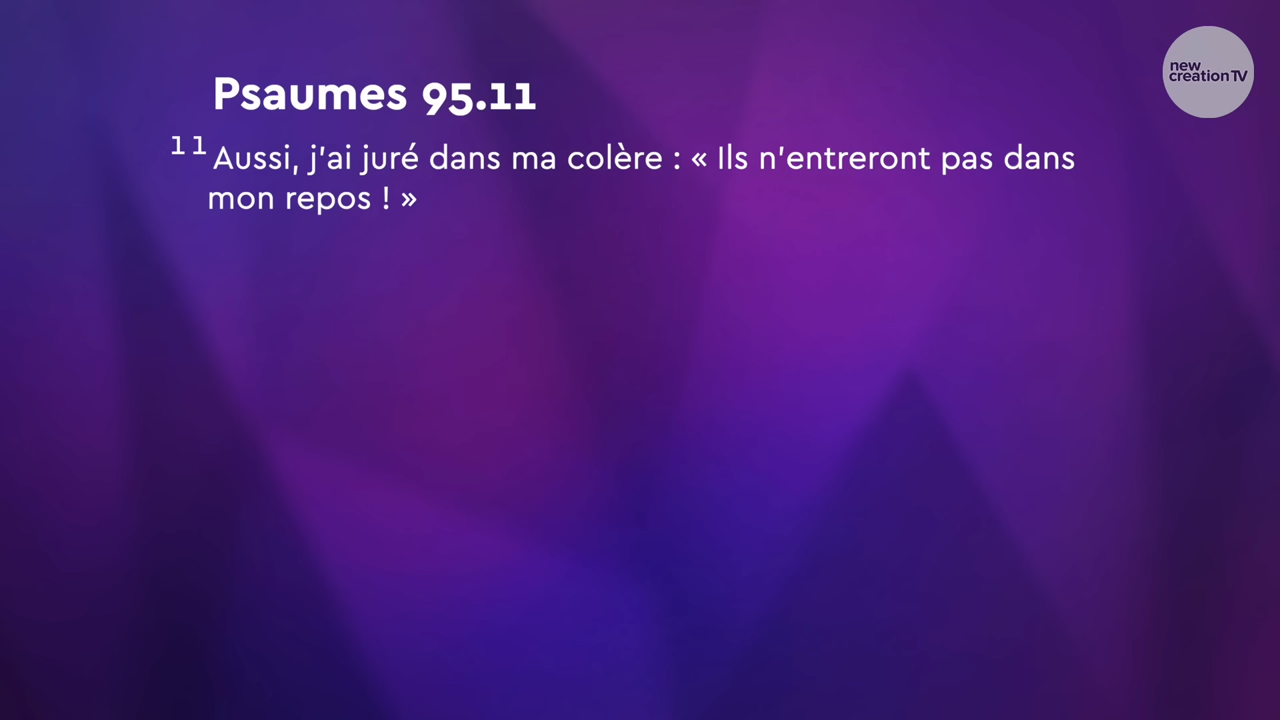 new
creation TV
Psaumes 95.11
11 Aussi, j'ai juré dans ma colère : « Ils n'entreront pas dans
mon repos ! »